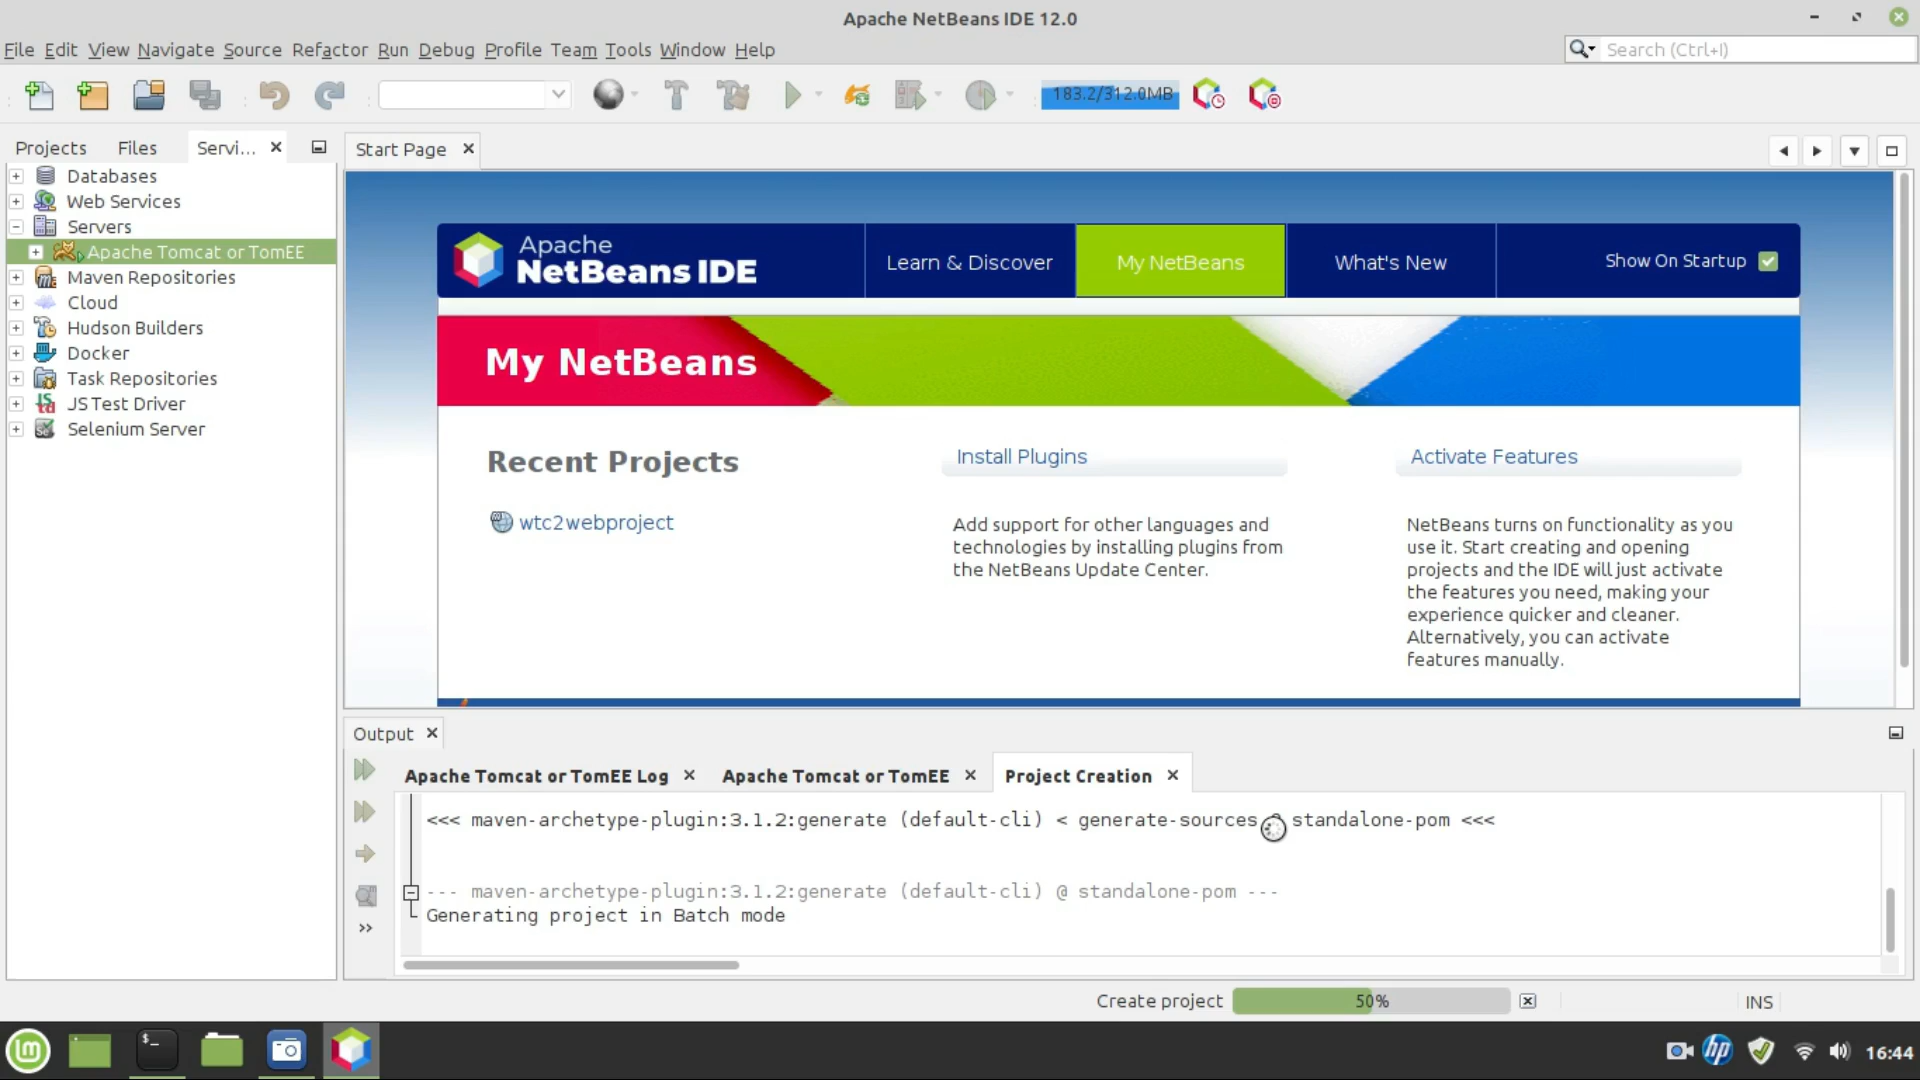 Apache NetBeans IDE 12.0
File Edit View Navigate Source Refactor Run Debug Profile Team Tools Window Help
Search (Ctrl+I)
183.2/312.0MB
Projects Files Servi...
Start Page
Databases
Web Services
Servers
Apache Tomcat or TomEE
Maven Repositories
Cloud
Hudson Builders
Docker
Task Repositories
JS Test Driver
Selenium Server
Apache
NetBeans IDE
Learn & Discover
My NetBeans
What's New
Show On Startup
My NetBeans
Recent Projects
wtc2webproject
Install Plugins
Add support for other languages and
technologies by installing plugins from
the NetBeans Update Center.
Activate Features
NetBeans turns on functionality as you
use it. Start creating and opening
projects and the IDE will just activate
the features you need, making your
experience quicker and cleaner.
Alternatively, you can activate
features manually.
Output
Apache Tomcat or TomEE Log
Apache Tomcat or TomEE
Project Creation
<<< maven-archetype-plugin:3.1.2:generate (default-cli) < generate-sources standalone-pom <<<
--- maven-archetype-plugin:3.1.2:generate (default-cli) @ standalone-pom ---
Generating project in Batch mode
Create project
50%
INS
$_
hp
16:44